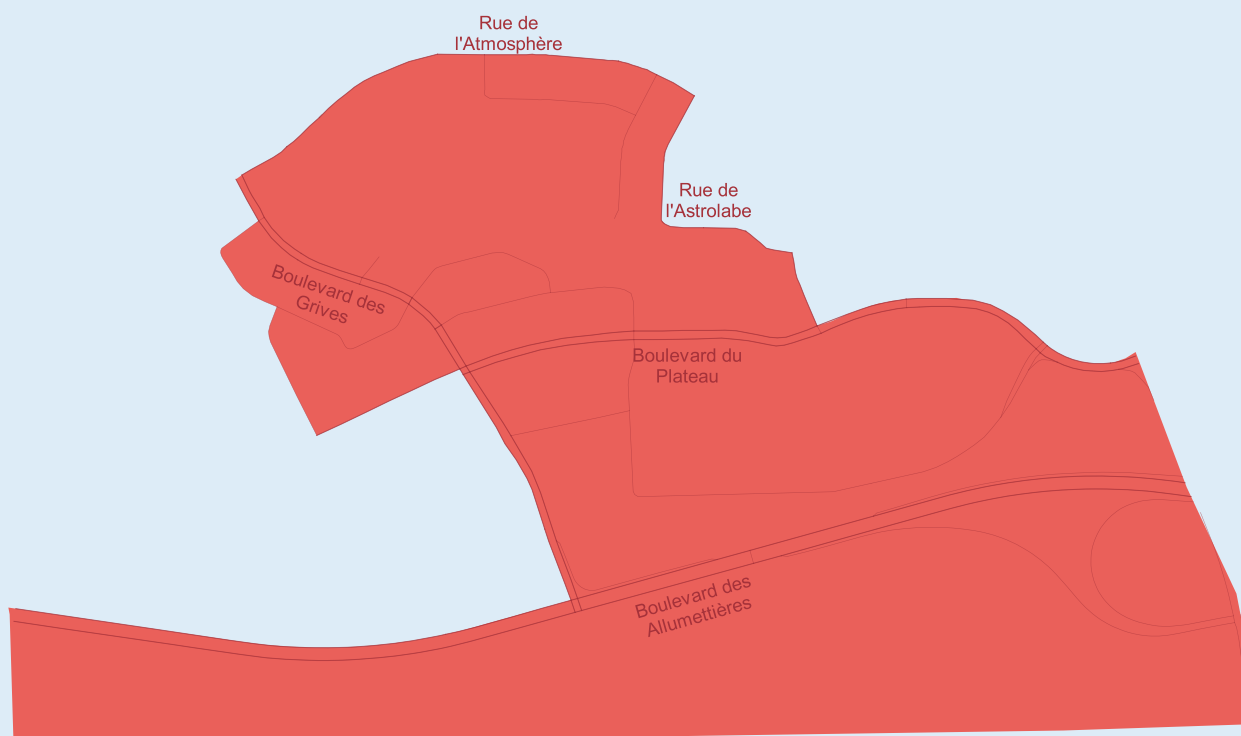 Rue de
l'Atmosphère
Rue de
l'Astrolabe
Boulevard des
Grives
Boulevard du
Plateau
Boulevard des
Allumettières